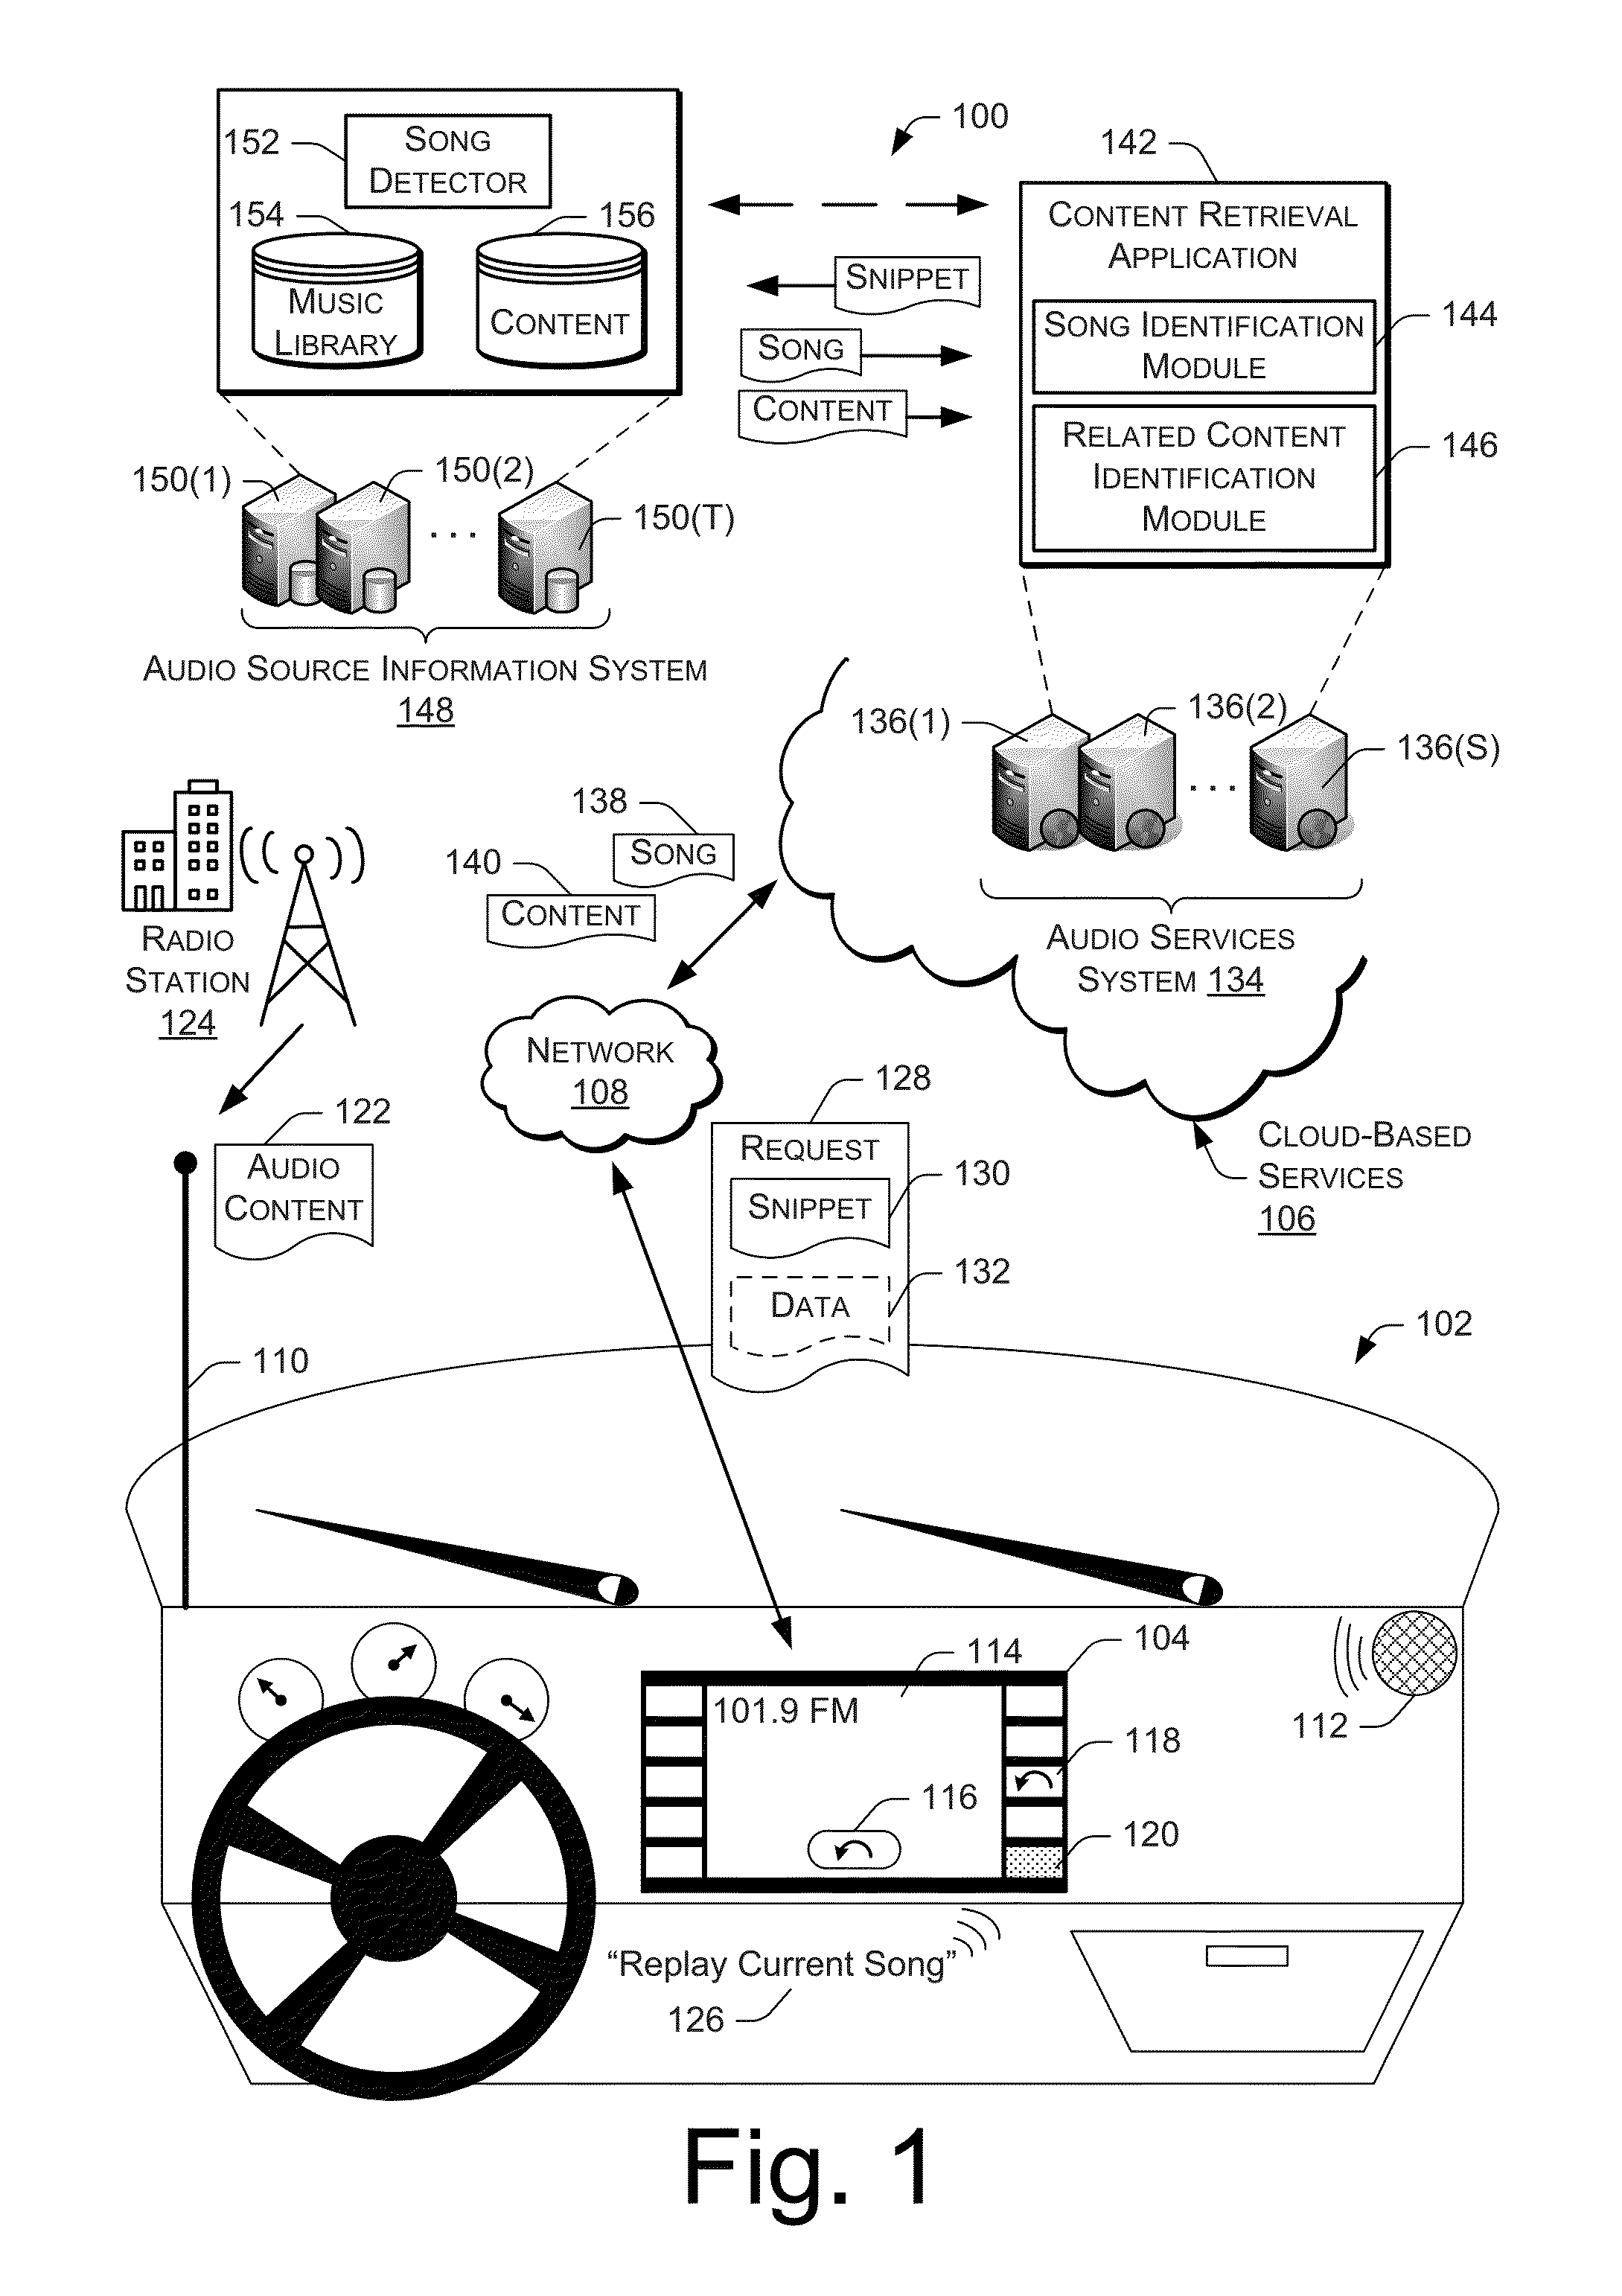 100
152
SONG
DETECTOR
154
156
MUSIC
LIBRARY
CONTENT
142
CONTENT RETRIEVAL
APPLICATION
SONG IDENTIFICATION
MODULE
144
RELATED CONTENT
IDENTIFICATION
MODULE
146
SNIPPET
SONG
CONTENT
150(1)
150(2)
...
150(T)
AUDIO SOURCE INFORMATION SYSTEM
148
136(1)
136(2)
...
136(S)
AUDIO SERVICES
SYSTEM 134
138
SONG
140
CONTENT
RADIO
STATION
124
NETWORK
108
122
AUDIO
CONTENT
128
REQUEST
130
SNIPPET
132
DATA
CLOUD-BASED
SERVICES
106
102
110
104
114
101.9 FM
112
118
116
120
“Replay Current Song”
126
Fig. 1